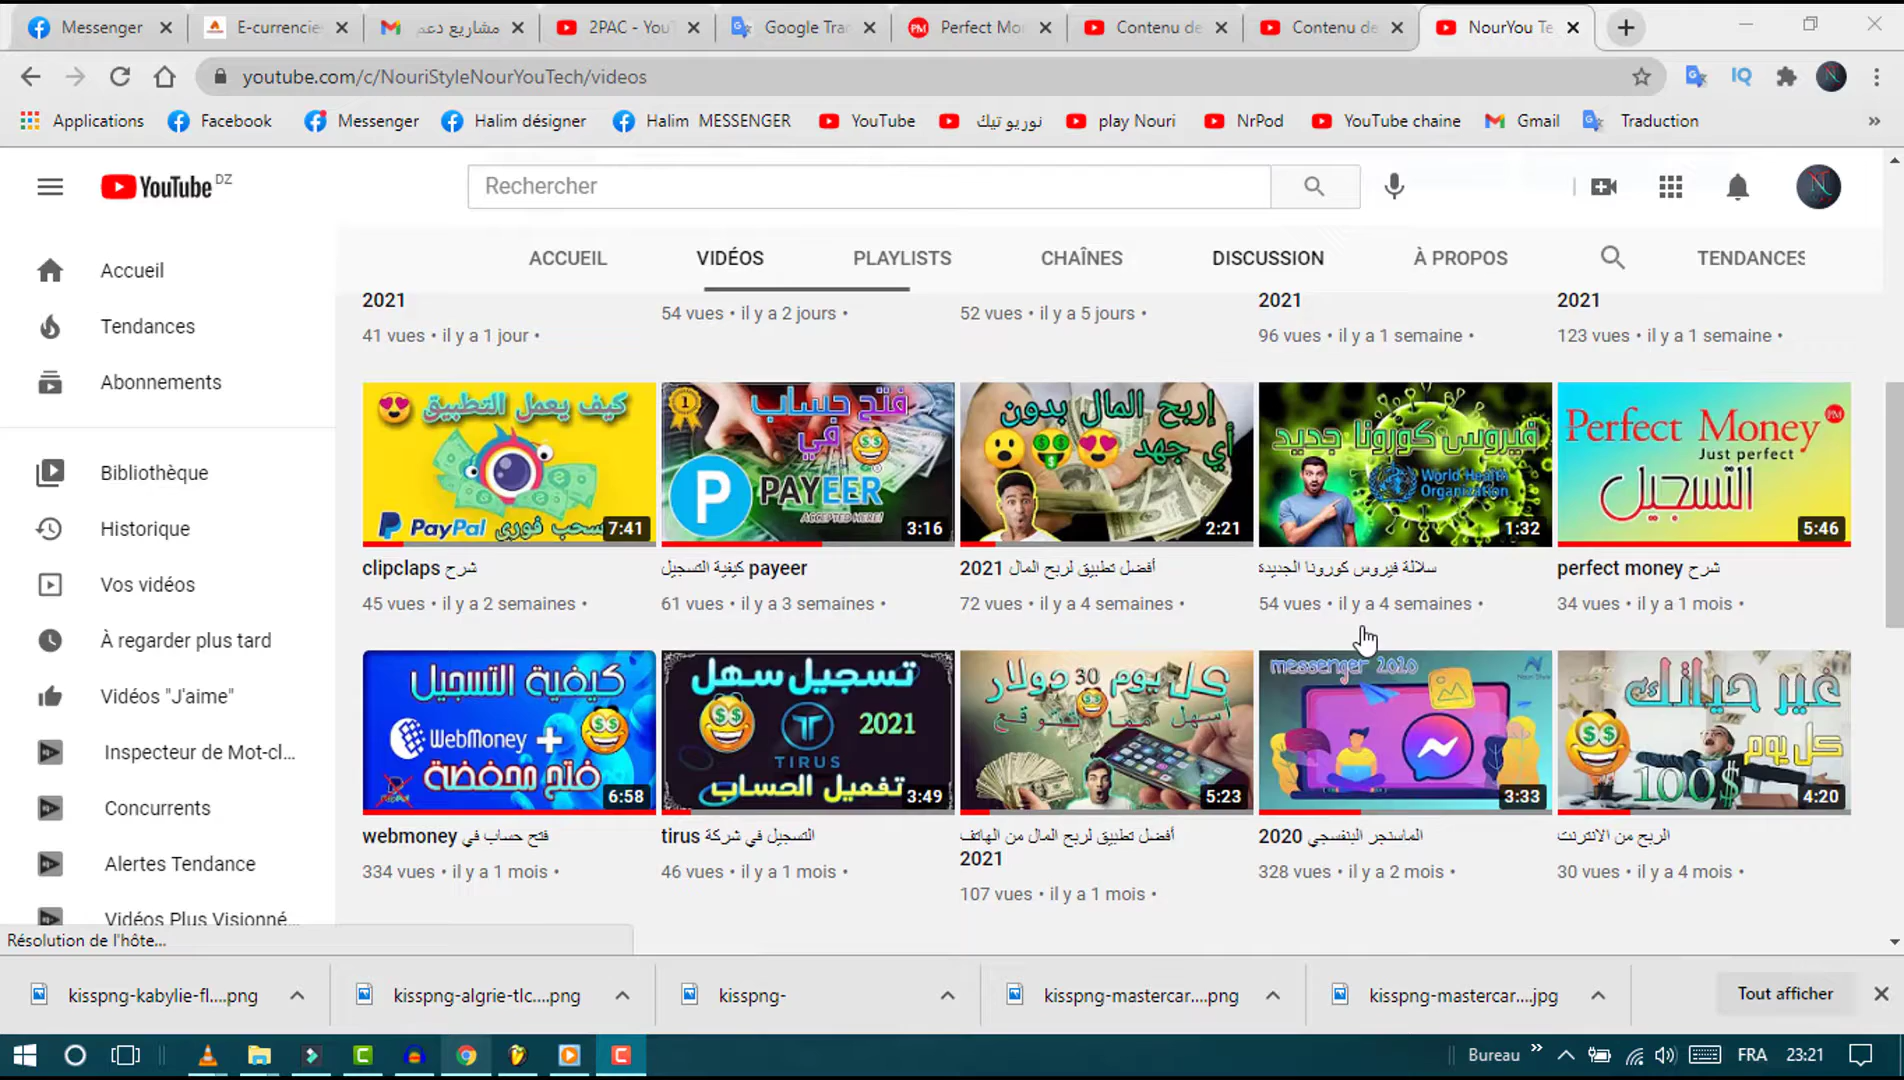 Messenger
E-currencie
مشاريع دعم
2PAC - You
Google Tra
Perfect Mo
Contenu de
Contenu de
NourYou Te
youtube.com/c/NouriStyleNourYouTech/videos
Applications
Facebook
Messenger
Halim désigner
Halim MESSENGER
YouTube
نوريو تيك
play Nouri
NrPod
YouTube chaine
Gmail
Traduction
YouTube DZ
Rechercher
ACCUEIL
VIDÉOS
PLAYLISTS
CHAÎNES
DISCUSSION
À PROPOS
TENDANCES
Accueil
Tendances
Abonnements
Bibliothèque
Historique
Vos vidéos
À regarder plus tard
Vidéos "J'aime"
Inspecteur de Mot-cl...
Concurrents
Alertes Tendance
Vidéos Plus Visionné...
Résolution de l'hôte...
2021
41 vues • il y a 1 jour •
54 vues • il y a 2 jours •
52 vues • il y a 5 jours •
2021
96 vues • il y a 1 semaine •
2021
123 vues • il y a 1 semaine •
كيف يعمل التطبيق
PayPal سحب فوري
7:41
شرح clipclaps
45 vues • il y a 2 semaines •
1
فتح حساب
في
P PAYEER
ACCEPTED HERE!
3:16
كيفية التسجيل payeer
61 vues • il y a 3 semaines •
إربح المال بدون
أي جهد
2:21
أفضل تطبيق لربح المال 2021
72 vues • il y a 4 semaines •
فيروس كورونا جديد
World Health
Organization
1:32
سلالة فيروس كورونا الجديدة
54 vues • il y a 4 semaines •
Perfect Money PM
Just perfect
التسجيل
5:46
شرح perfect money
34 vues • il y a 1 mois •
كيفية التسجيل
WebMoney +
فتح محفضة
6:58
فتح حساب في webmoney
334 vues • il y a 1 mois •
تسجيل سهل
2021
TIRUS
تفعيل الحساب
3:49
التسجيل في شركة tirus
46 vues • il y a 1 mois •
كل يوم 30 دولار
أسهل مما تتوقع
5:23
أفضل تطبيق لربح المال من الهاتف
2021
107 vues • il y a 1 mois •
messenger 2020
3:33
الماسنجر البنفسجي 2020
328 vues • il y a 2 mois •
غير حياتك
كل يوم
100$
4:20
الربح من الانترنت
30 vues • il y a 4 mois •
kisspng-kabylie-fl....png
kisspng-algrie-tlc....png
kisspng-
kisspng-mastercar....png
kisspng-mastercar....jpg
Tout afficher
Bureau
FRA
23:21